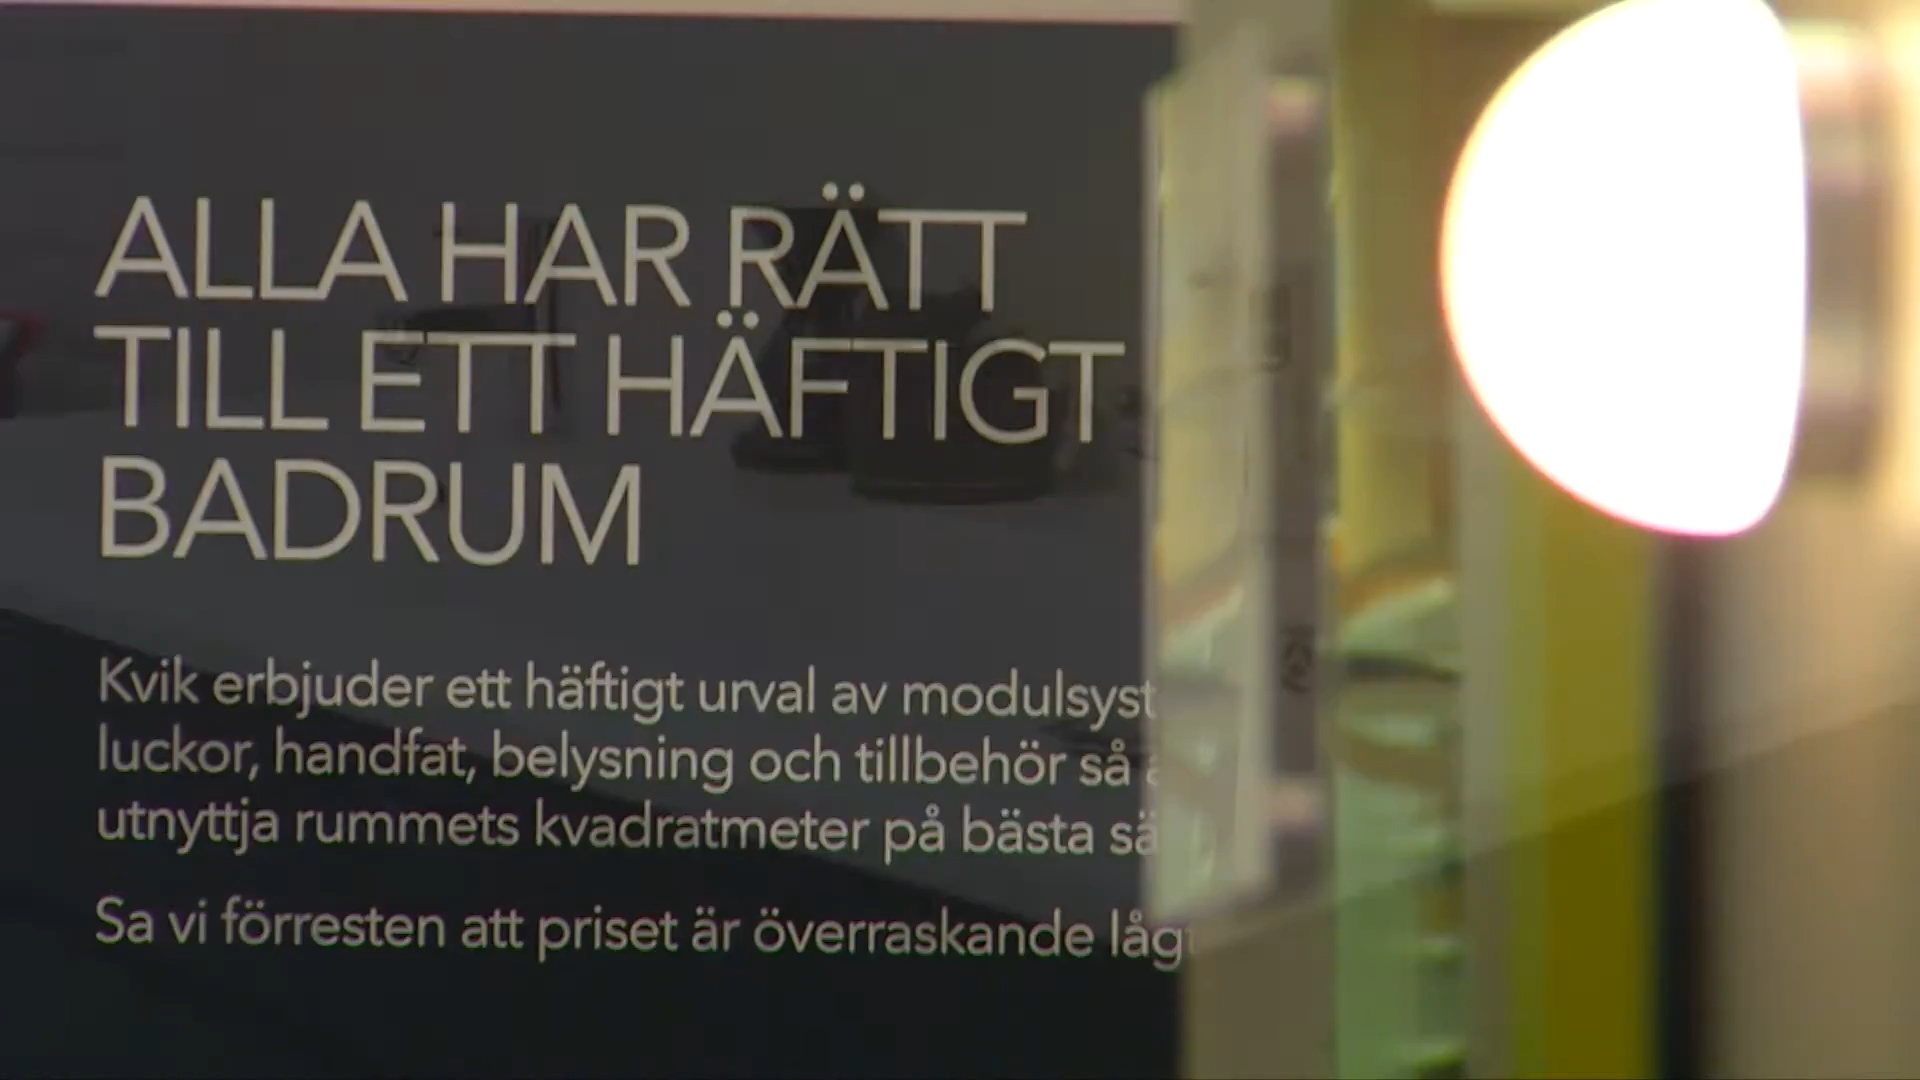 ALLA HAR RÄTT
TILL ETT HÄFTIGT
BADRUM
Kvik erbjuder ett häftigt urval av modulsyst
luckor, handfat, belysning och tillbehör så
utnyttja rummets kvadratmeter på bästa sä
Sa vi förresten att priset är överraskande låg